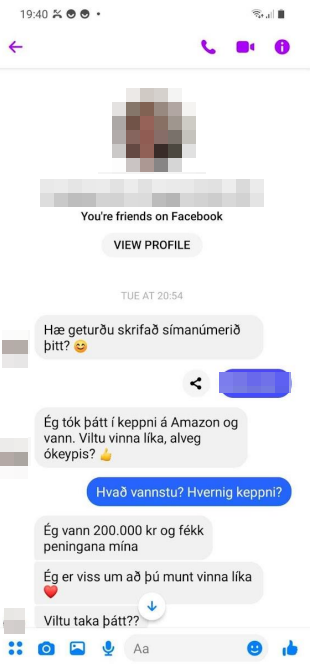 19:40
You're friends on Facebook
VIEW PROFILE
TUE AT 20:54
Hæ geturðu skrifað símanúmerið
þitt? 😊
Ég tók þátt í keppni á Amazon og
vann. Viltu vinna líka, alveg
ókeypis? 👍
Hvað vannstu? Hvernig keppni?
Ég vann 200.000 kr og fékk
peningana mína
Ég er viss um að þú munt vinna líka
❤️
Viltu taka þátt??
Aa